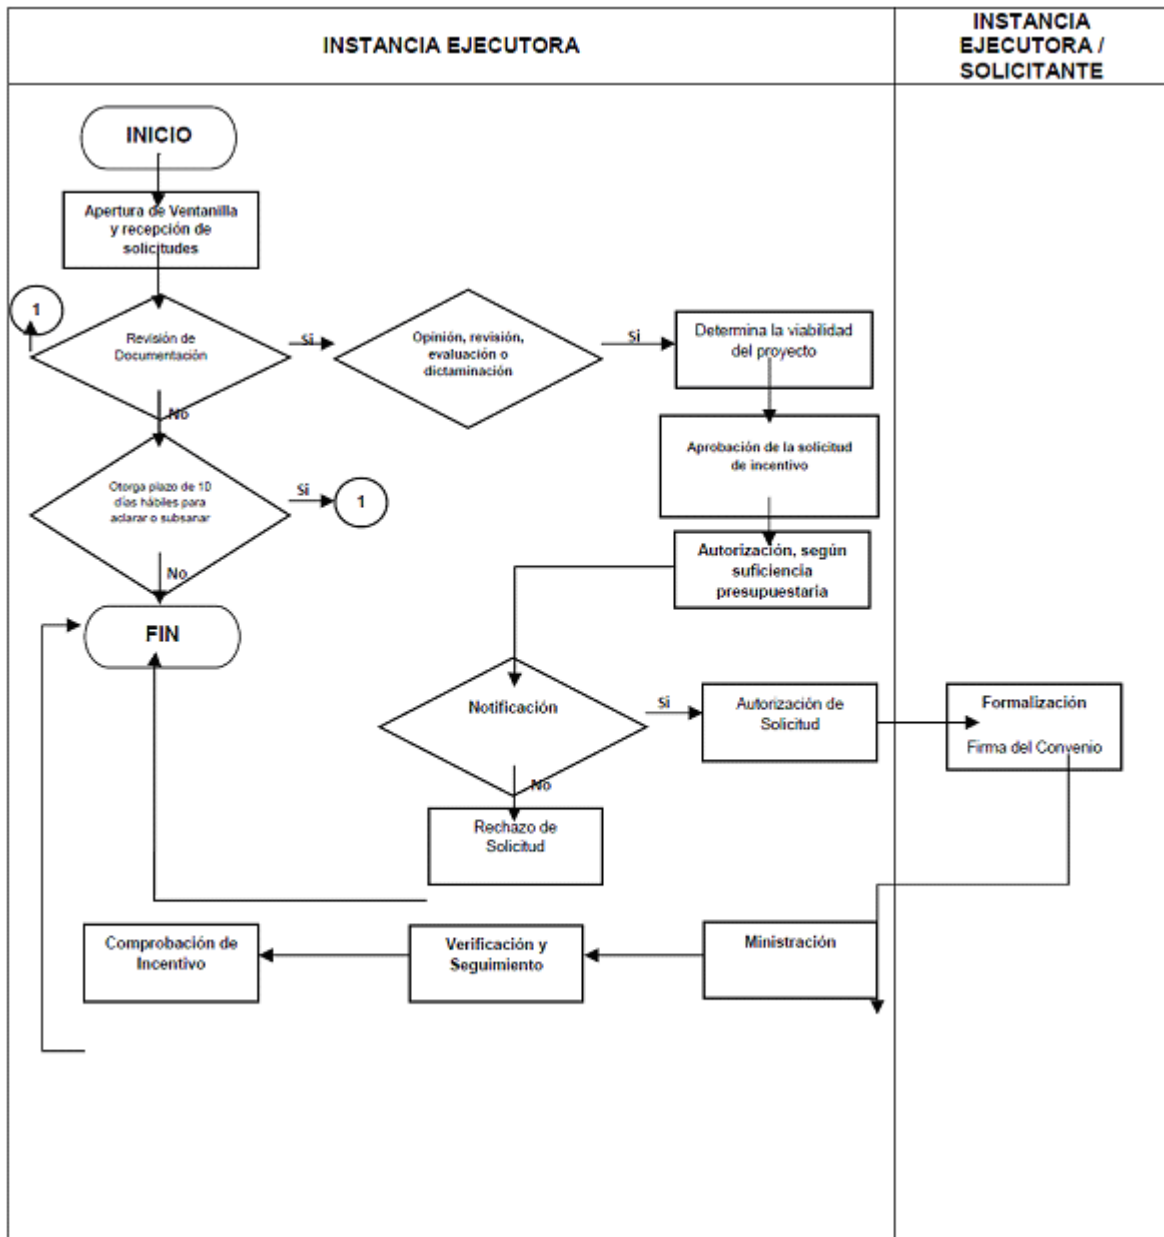 INSTANCIA EJECUTORA
INSTANCIA
EJECUTORA /
SOLICITANTE
INICIO
Apertura de Ventanilla
y recepción de
solicitudes
1
Revisión de
Documentación
Si
Opinión, revisión,
evaluación o
dictaminación
Si
Determina la viabilidad
del proyecto
No
Aprobación de la solicitud
de incentivo
Otorga plazo de 10
días hábiles para
aclarar o subsanar
Si
1
No
Autorización, según
suficiencia
presupuestaria
FIN
Notificación
Si
Autorización de
Solicitud
Formalización
Firma del Convenio
No
Rechazo de
Solicitud
Comprobación de
Incentivo
Verificación y
Seguimiento
Ministración